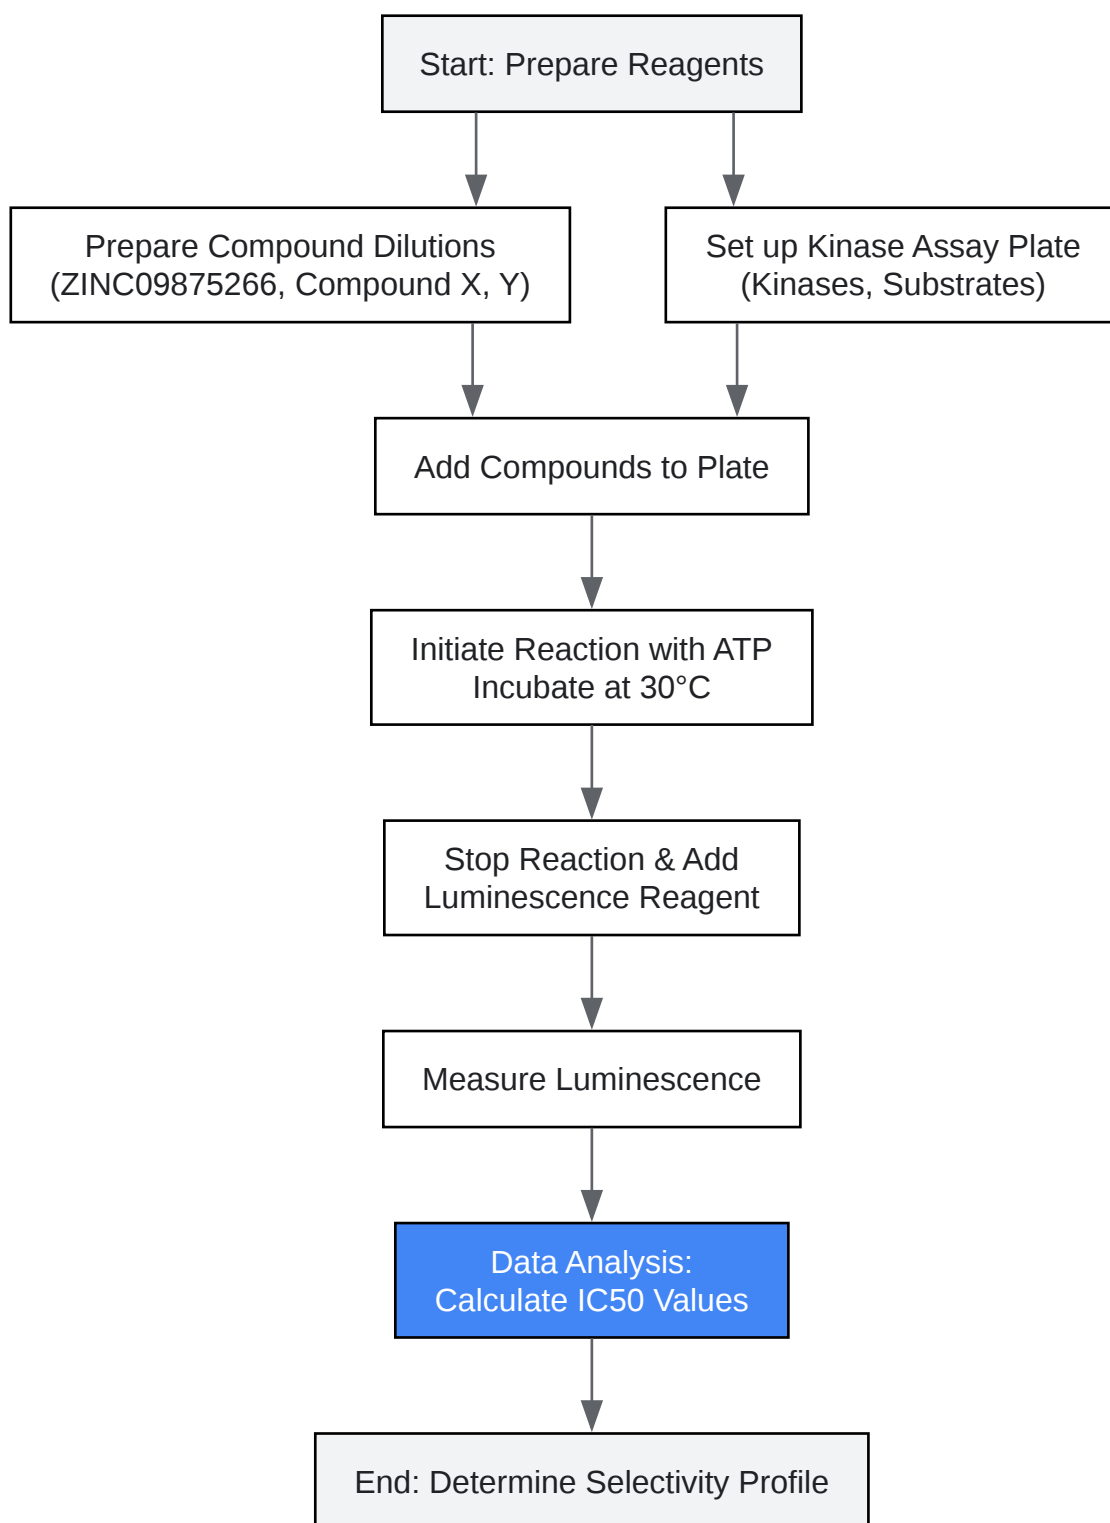 Start: Prepare Reagents
Prepare Compound Dilutions
(ZINC09875266, Compound X, Y)
Set up Kinase Assay Plate
(Kinases, Substrates)
Add Compounds to Plate
Initiate Reaction with ATP
Incubate at 30°C
Stop Reaction & Add
Luminescence Reagent
Measure Luminescence
Data Analysis:
Calculate IC50 Values
End: Determine Selectivity Profile